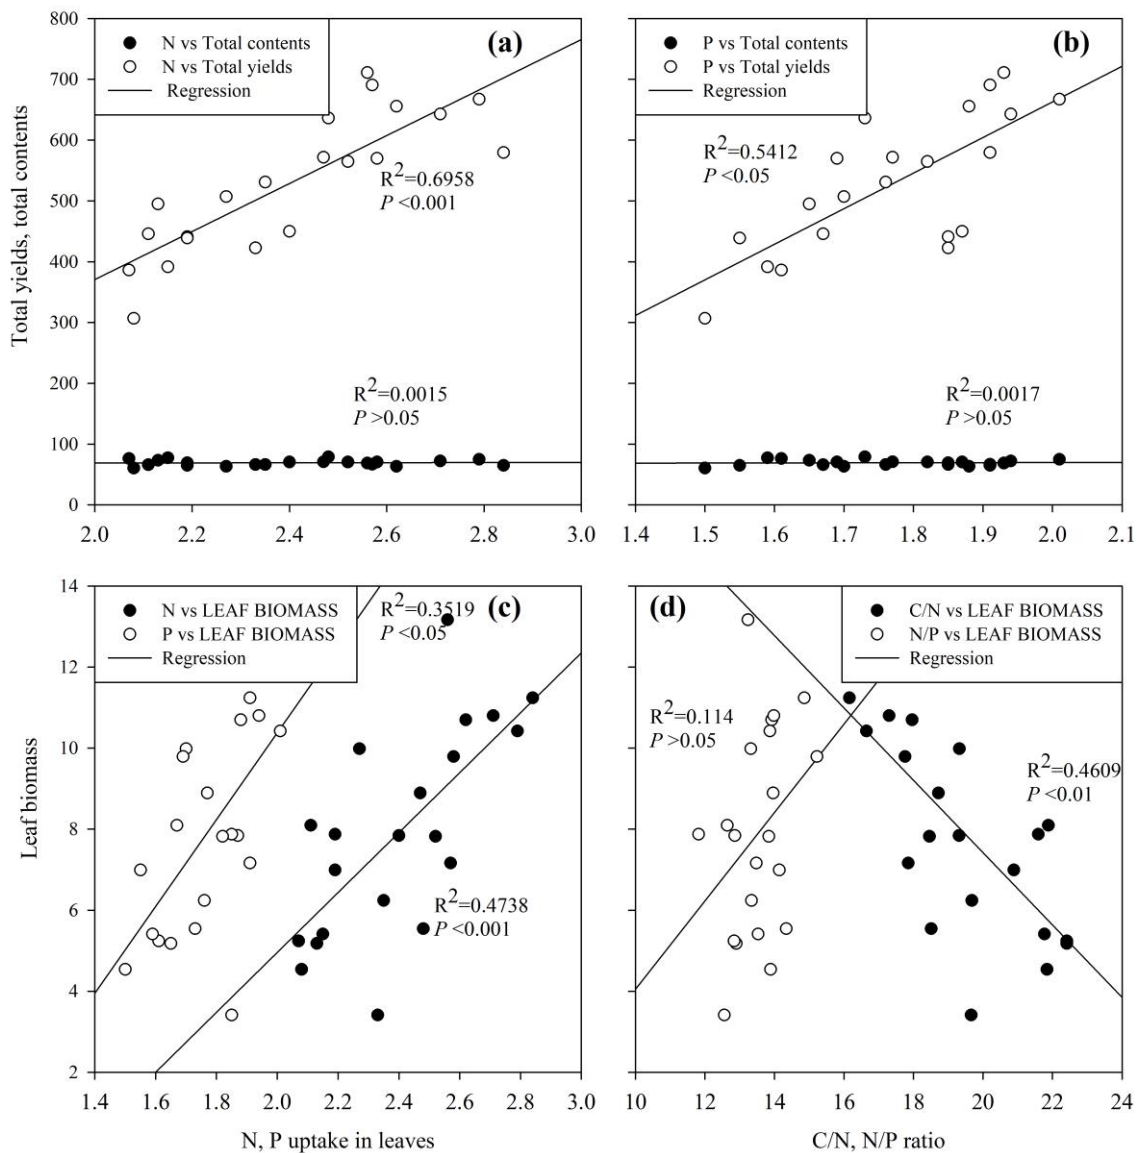 800
700
600
500
400
300
200
100
0
Total yields, total contents
N vs Total contents
N vs Total yields
Regression
(a)
R²=0.6958
P <0.001
R²=0.0015
P >0.05
2.0 2.2 2.4 2.6 2.8 3.0
P vs Total contents
P vs Total yields
Regression
(b)
R²=0.5412
P <0.05
R²=0.0017
P >0.05
1.4 1.5 1.6 1.7 1.8 1.9 2.0 2.1
14
12
10
8
6
4
2
Leaf biomass
N vs LEAF BIOMASS
P vs LEAF BIOMASS
Regression
(c)
R²=0.3519
P <0.05
R²=0.4738
P <0.001
1.4 1.6 1.8 2.0 2.2 2.4 2.6 2.8 3.0
N, P uptake in leaves
(d)
C/N vs LEAF BIOMASS
N/P vs LEAF BIOMASS
Regression
R²=0.114
P >0.05
R²=0.4609
P <0.01
10 12 14 16 18 20 22 24
C/N, N/P ratio